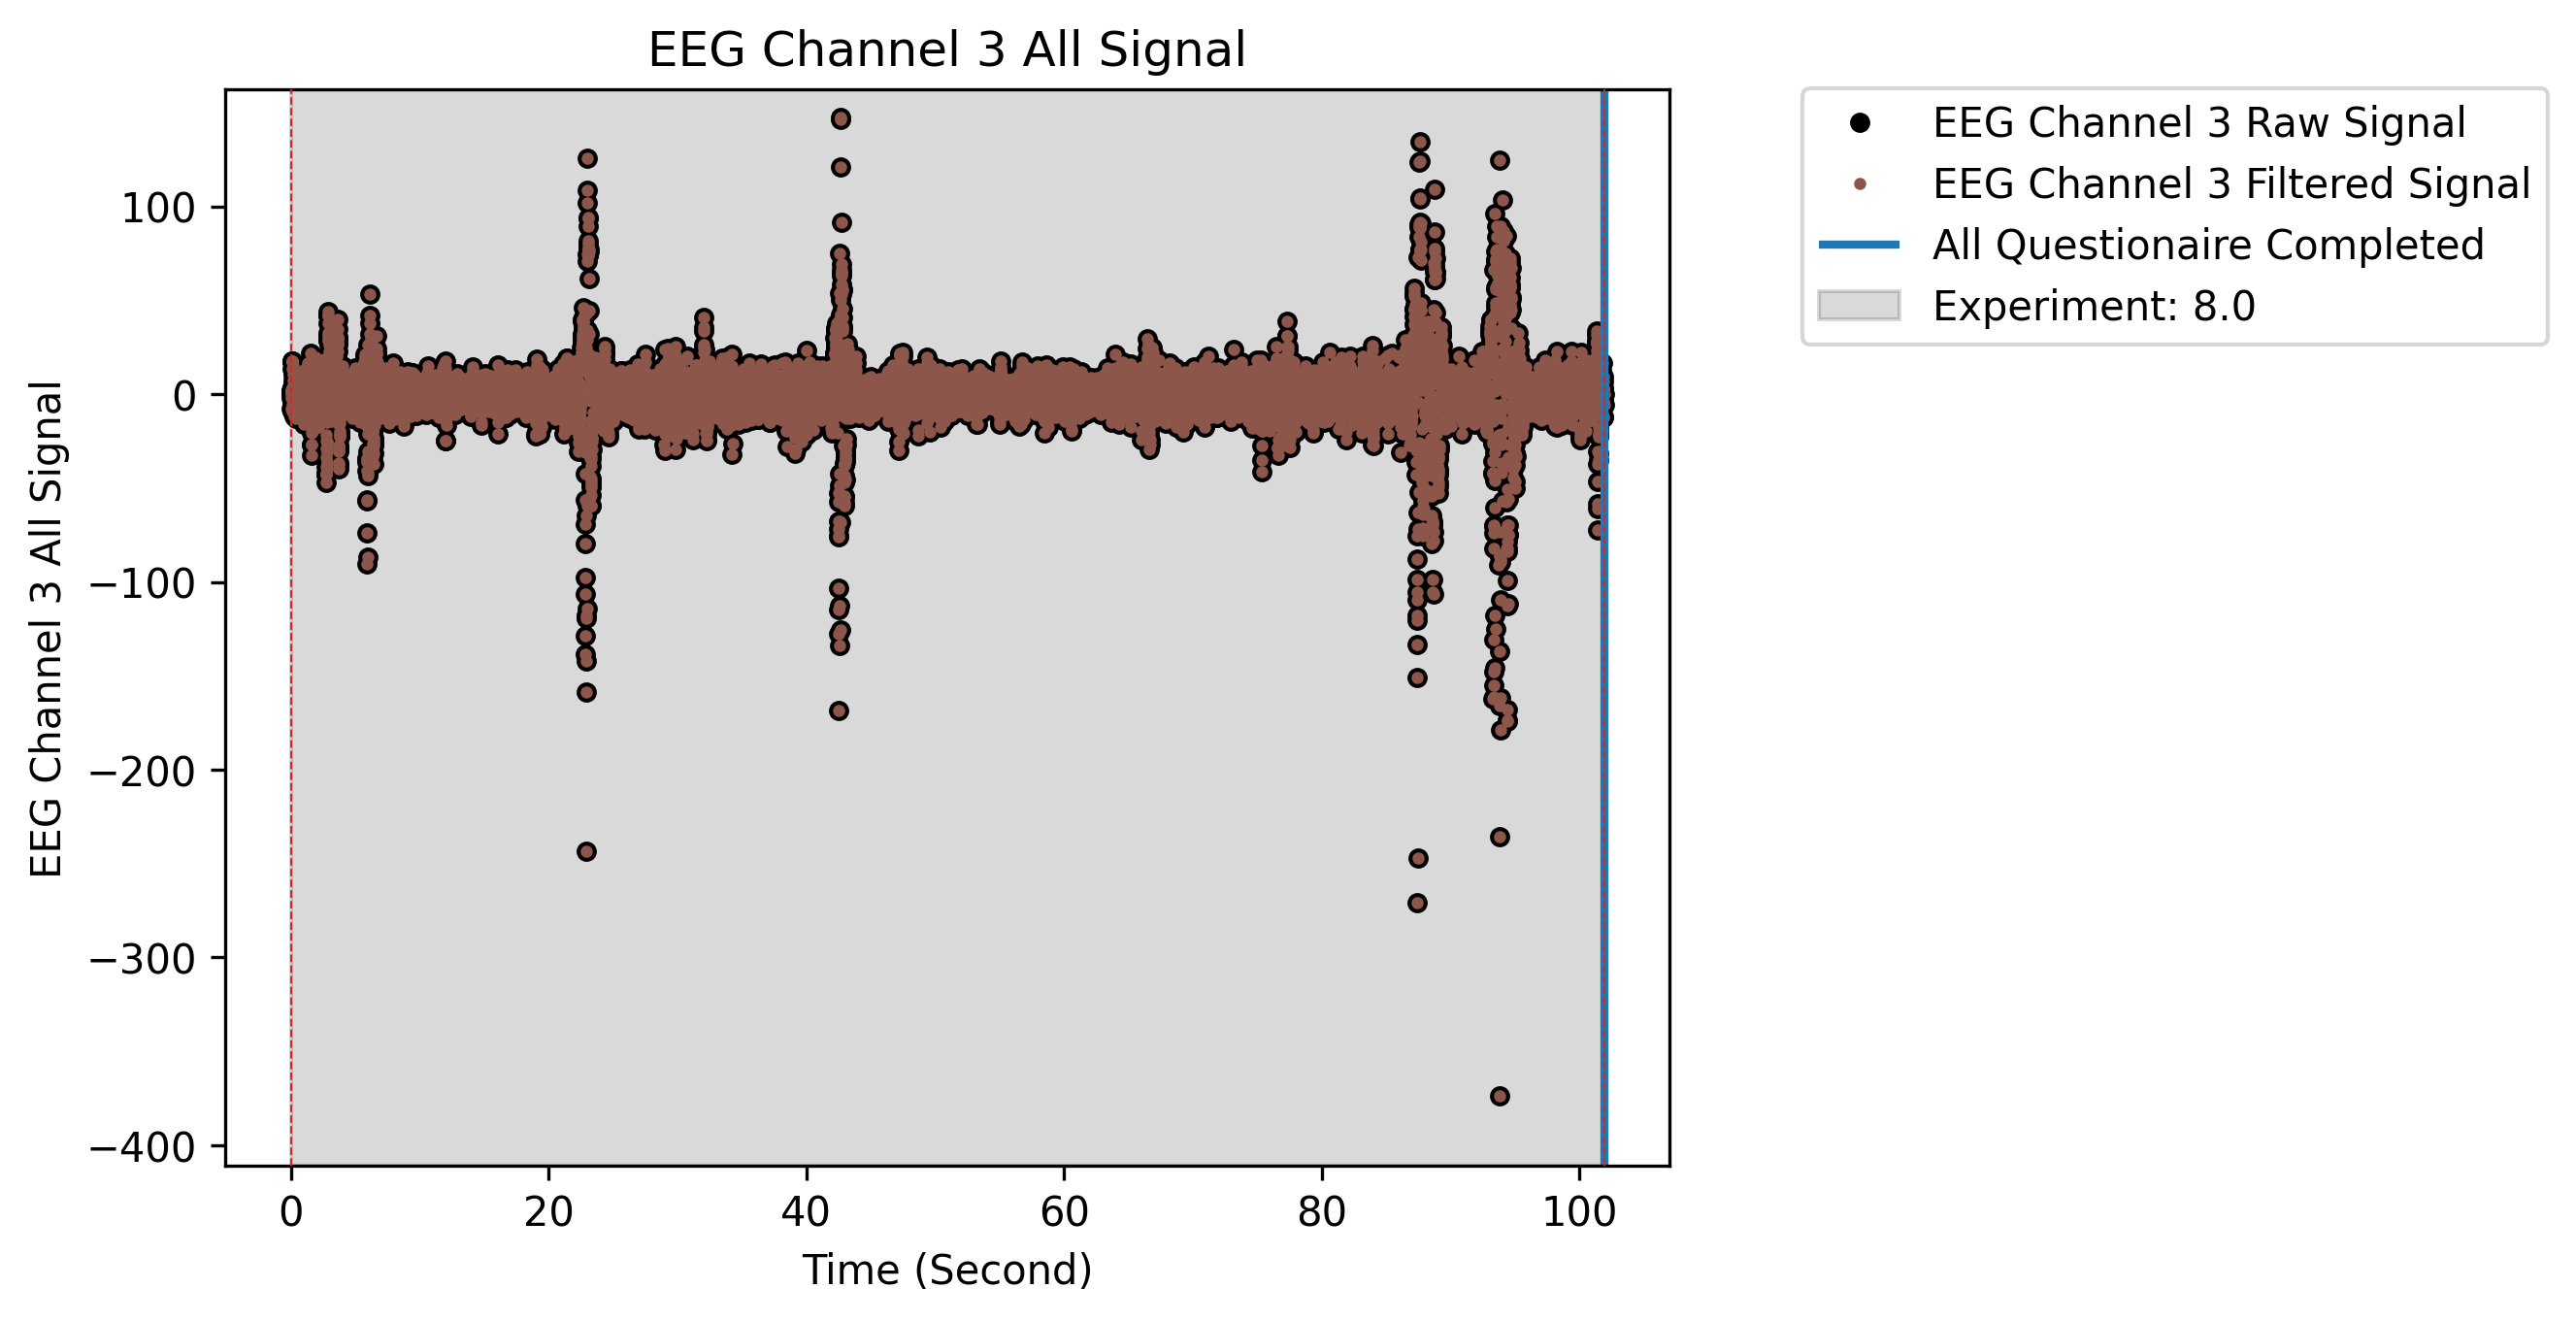 EEG Channel 3 All Signal
EEG Channel 3 Raw Signal
EEG Channel 3 Filtered Signal
All Questionaire Completed
Experiment: 8.0
EEG Channel 3 All Signal
100
0
−100
−200
−300
−400
0 20 40 60 80 100
Time (Second)